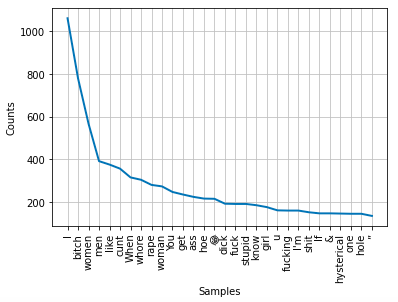 1000
800
600
400
200
Counts
I
bitch
women
men
like
cunt
When
whore
rape
woman
You
get
ass
hoe
@
dick
fuck
stupid
know
girl
u
fucking
I'm
shit
If
&
hysterical
one
hole
"
Samples